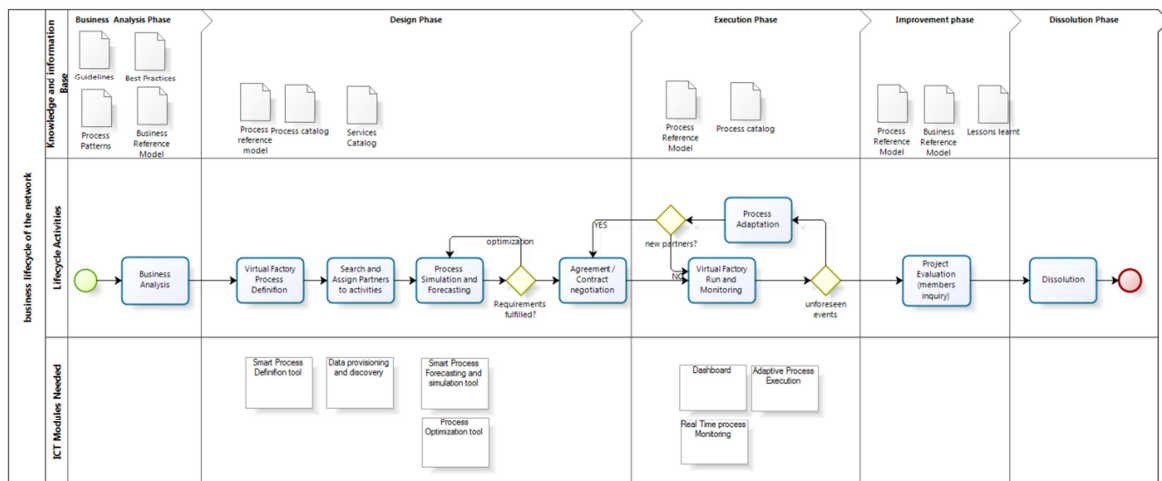 Business Analysis Phase
Design Phase
Execution Phase
Improvement phase
Dissolution Phase
business lifecycle of the network
Knowledge and information
Base
Guidelines
Best Practices
Process
Patterns
Business
Reference
Model
Process
reference
model
Process catalog
Services
Catalog
Process
Reference
Model
Process catalog
Process
Reference
Model
Business
Reference
Model
Lessons learnt
Lifecycle Activities
Business
Analysis
Virtual Factory
Process
Definition
Search and
Assign Partners
to activities
optimization
Process
Simulation and
Forecasting
Requirements
fulfilled?
Agreement /
Contract
negotiation
YES
new partners?
NO
Process
Adaptation
Virtual Factory
Run and
Monitoring
unforeseen
events
Project
Evaluation
(members
inquiry)
Dissolution
ICT Modules Needed
Smart Process
Definition tool
Data provisioning
and discovery
Smart Process
Forecasting and
simulation tool
Process
Optimization tool
Dashboard
Adaptive Process
Execution
Real Time process
Monitoring